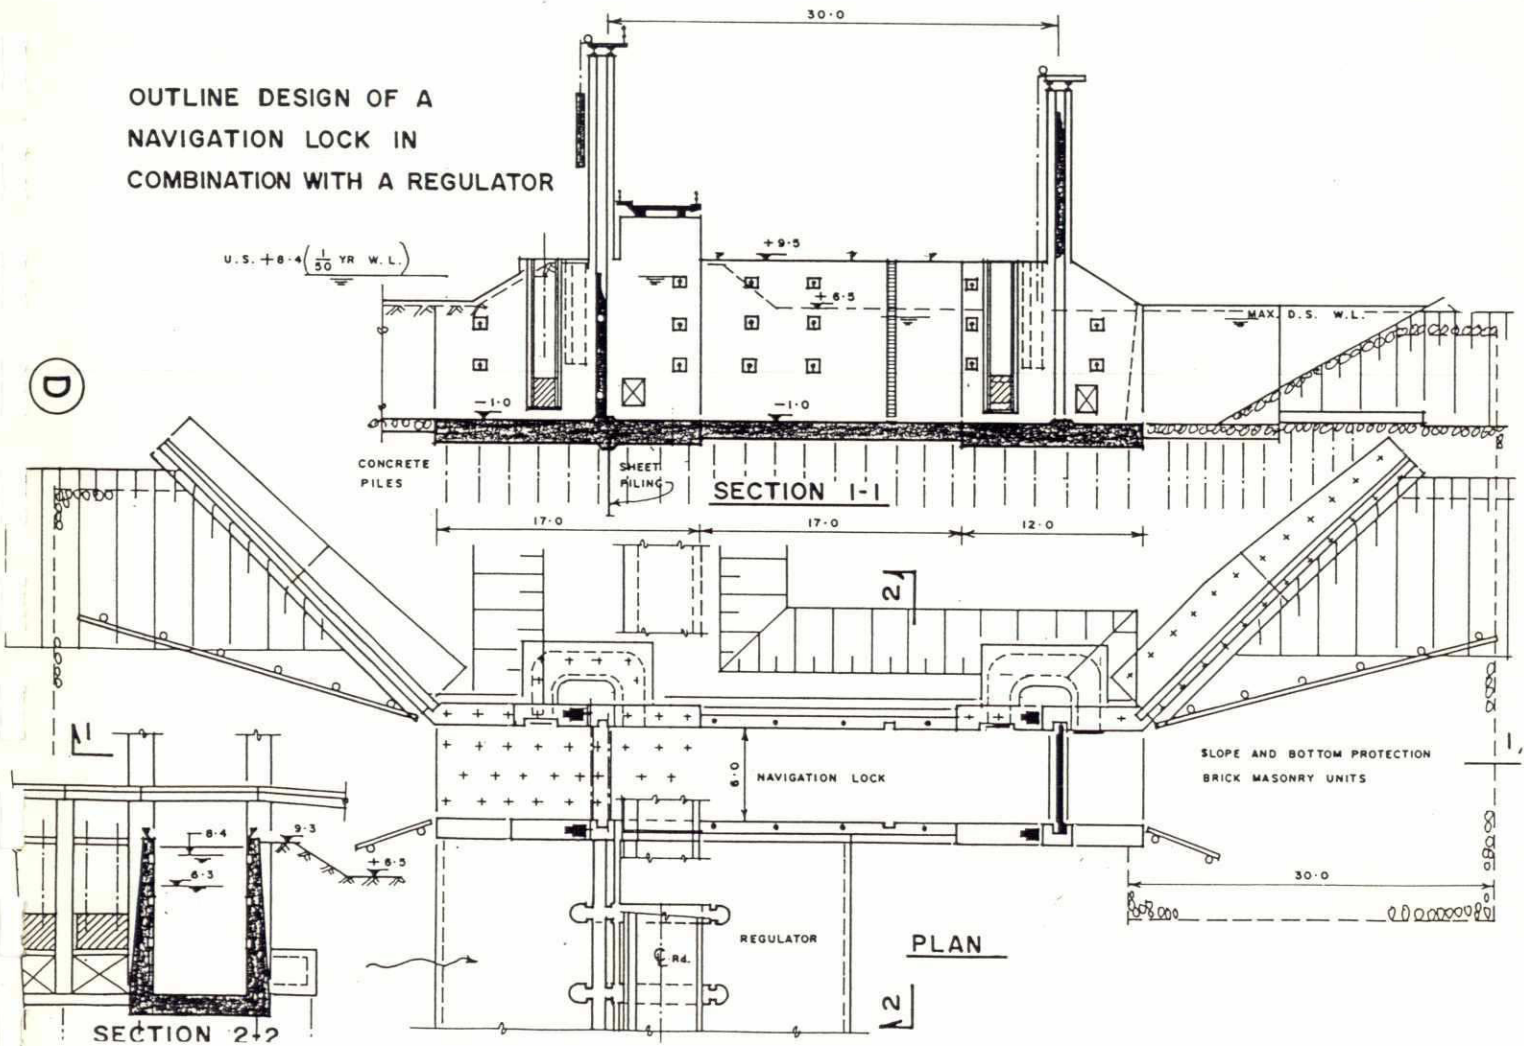 30.0
OUTLINE DESIGN OF A
NAVIGATION LOCK IN
COMBINATION WITH A REGULATOR
U.S. +8.4 (1/50 YR W.L.)
+9.5
+6.5
MAX. D.S. W.L.
D
-1.0
-1.0
CONCRETE
PILES
SHEET
PILING
SECTION 1-1
17.0
17.0
12.0
2
1
6.0
NAVIGATION LOCK
SLOPE AND BOTTOM PROTECTION
BRICK MASONRY UNITS
1
8.4
9.3
+6.5
6.3
30.0
REGULATOR
PLAN
℄ Rd.
2
SECTION 2-2